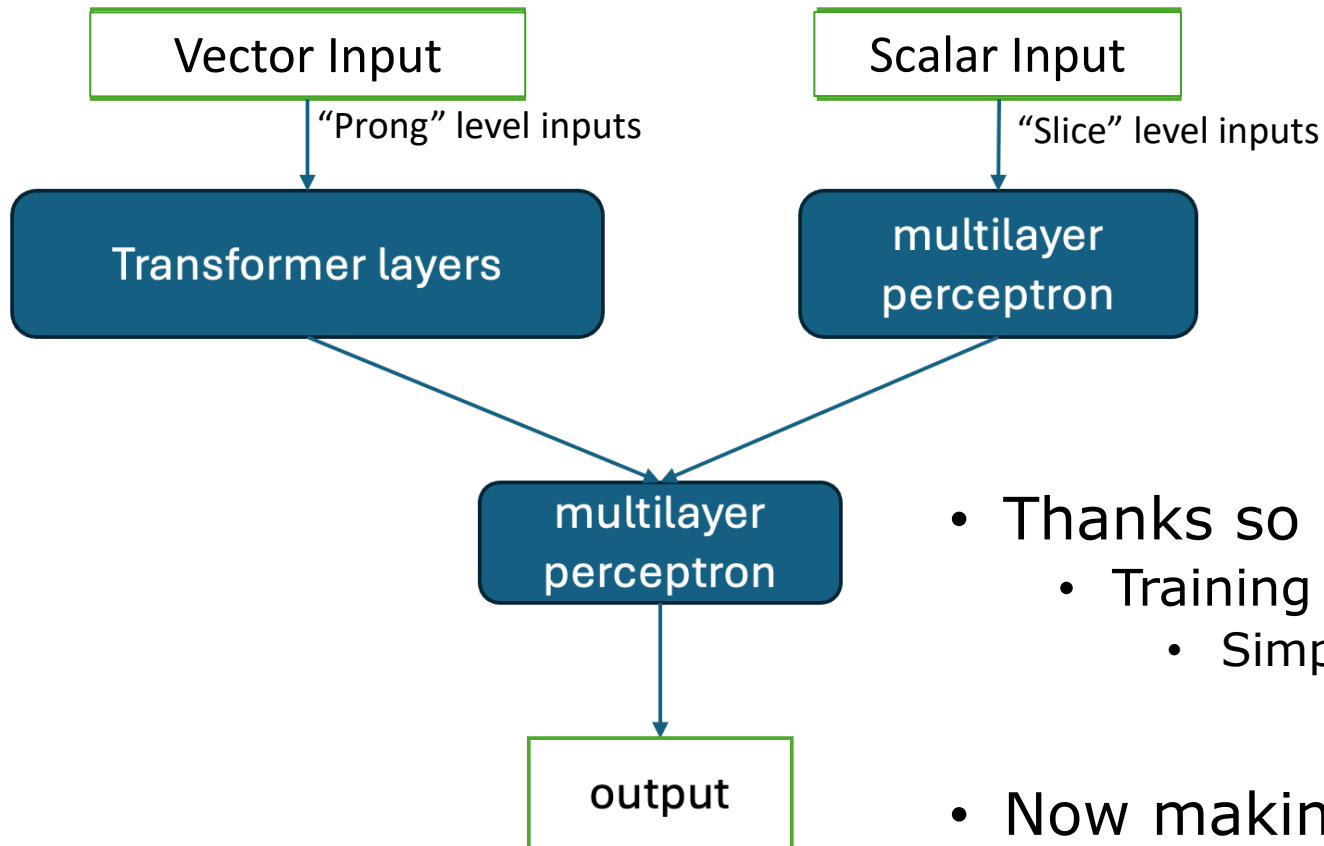 Vector Input
Scalar Input
“Prong” level inputs
“Slice” level inputs
Transformer layers
multilayer
perceptron
multilayer
perceptron
output
• Thanks so
• Training
• Simp
• Now makin